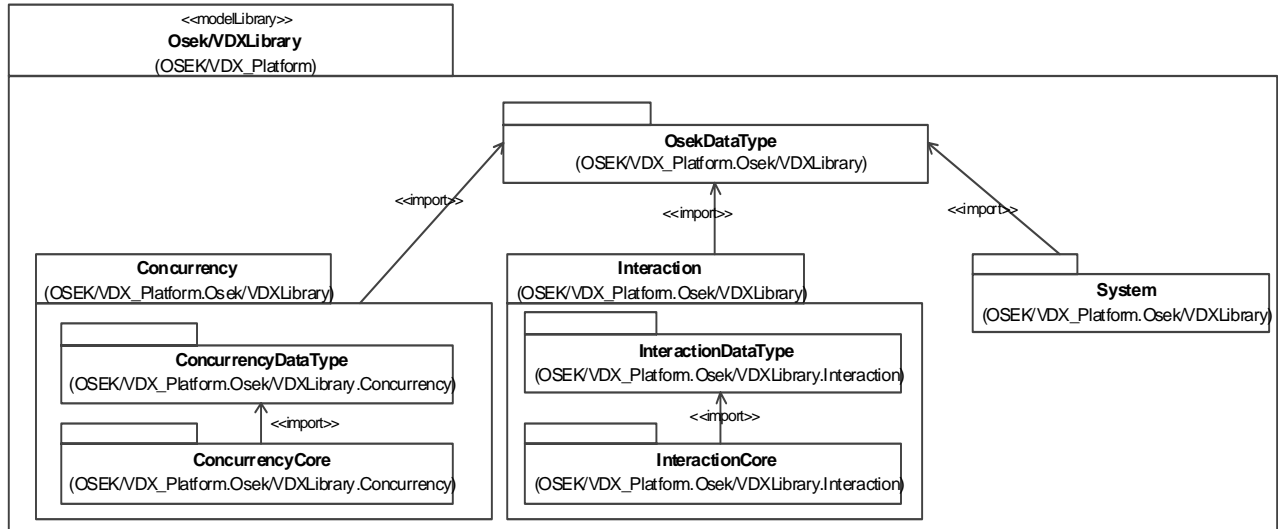 <<modelLibrary>>
Osek/VDXLibrary
(OSEK/VDX_Platform)
OsekDataType
(OSEK/VDX_Platform.Osek/VDXLibrary)
<<import>>
<<import>>
<<import>>
Concurrency
(OSEK/VDX_Platform.Osek/VDXLibrary)
Interaction
(OSEK/VDX_Platform.Osek/VDXLibrary)
System
(OSEK/VDX_Platform.Osek/VDXLibrary)
ConcurrencyDataType
(OSEK/VDX_Platform.Osek/VDXLibrary.Concurrency)
<<import>>
ConcurrencyCore
(OSEK/VDX_Platform.Osek/VDXLibrary.Concurrency)
InteractionDataType
(OSEK/VDX_Platform.Osek/VDXLibrary.Interaction)
<<import>>
InteractionCore
(OSEK/VDX_Platform.Osek/VDXLibrary.Interaction)